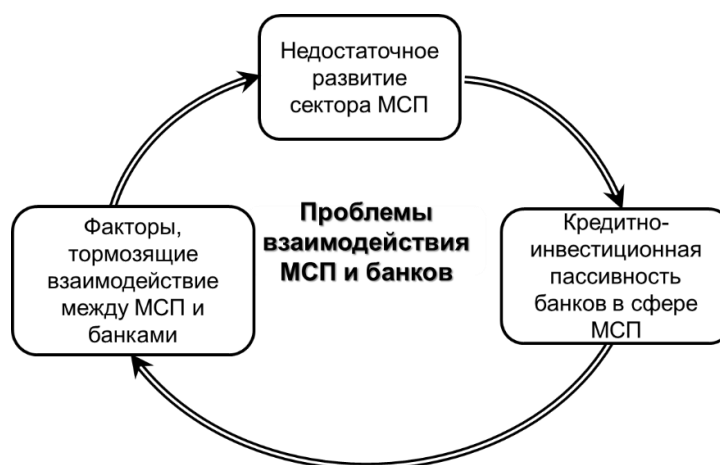 Недостаточное
развитие
сектора МСП
Проблемы
взаимодействия
МСП и банков
Факторы,
тормозящие
взаимодействие
между МСП и
банками
Кредитно-
инвестиционная
пассивность
банков в сфере
МСП